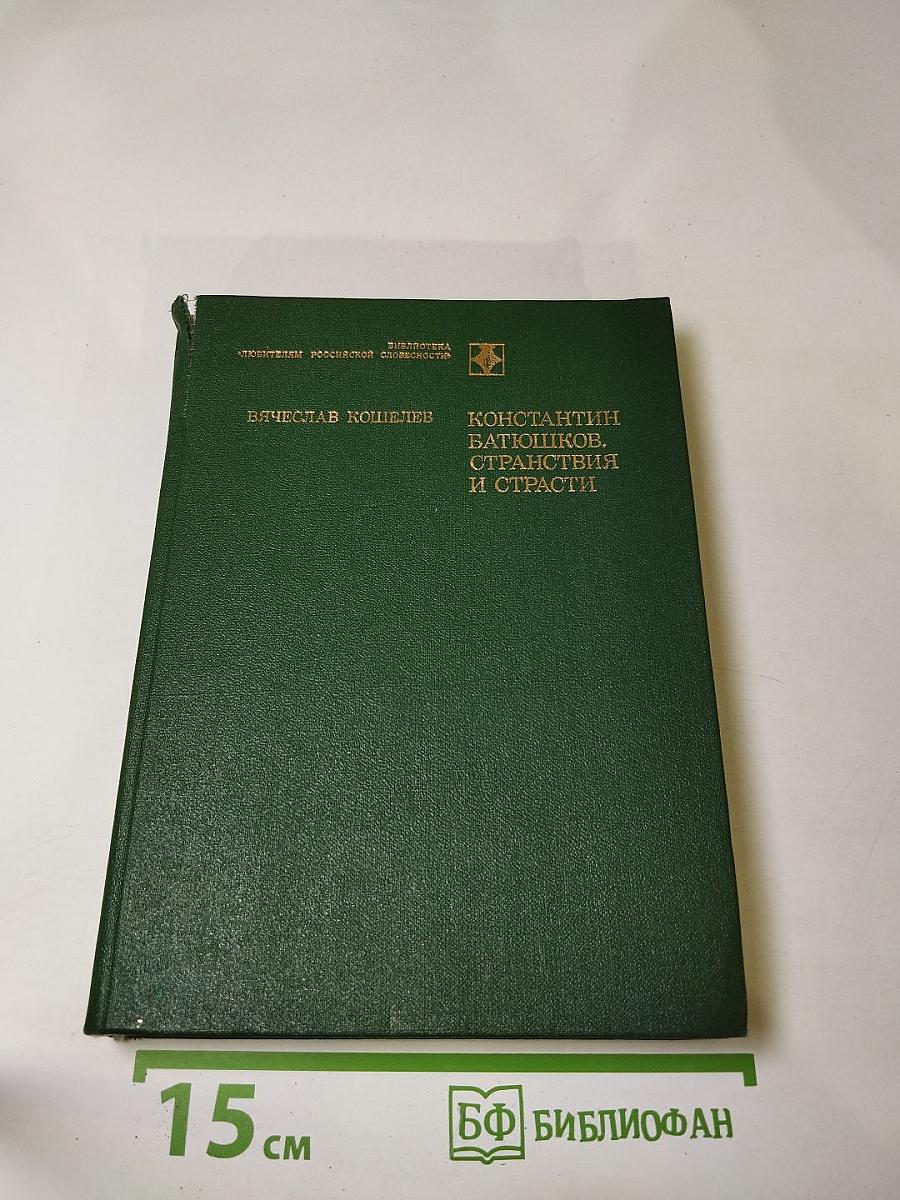 БИБЛИОТЕКА
«ЛЮБИТЕЛЯМ РОССИЙСКОЙ СЛОВЕСНОСТИ»
ВЯЧЕСЛАВ КОШЕЛЕВ
КОНСТАНТИН
БАТЮШКОВ.
СТРАНСТВИЯ
И СТРАСТИ
15 см
БФ БИБЛИОФАН